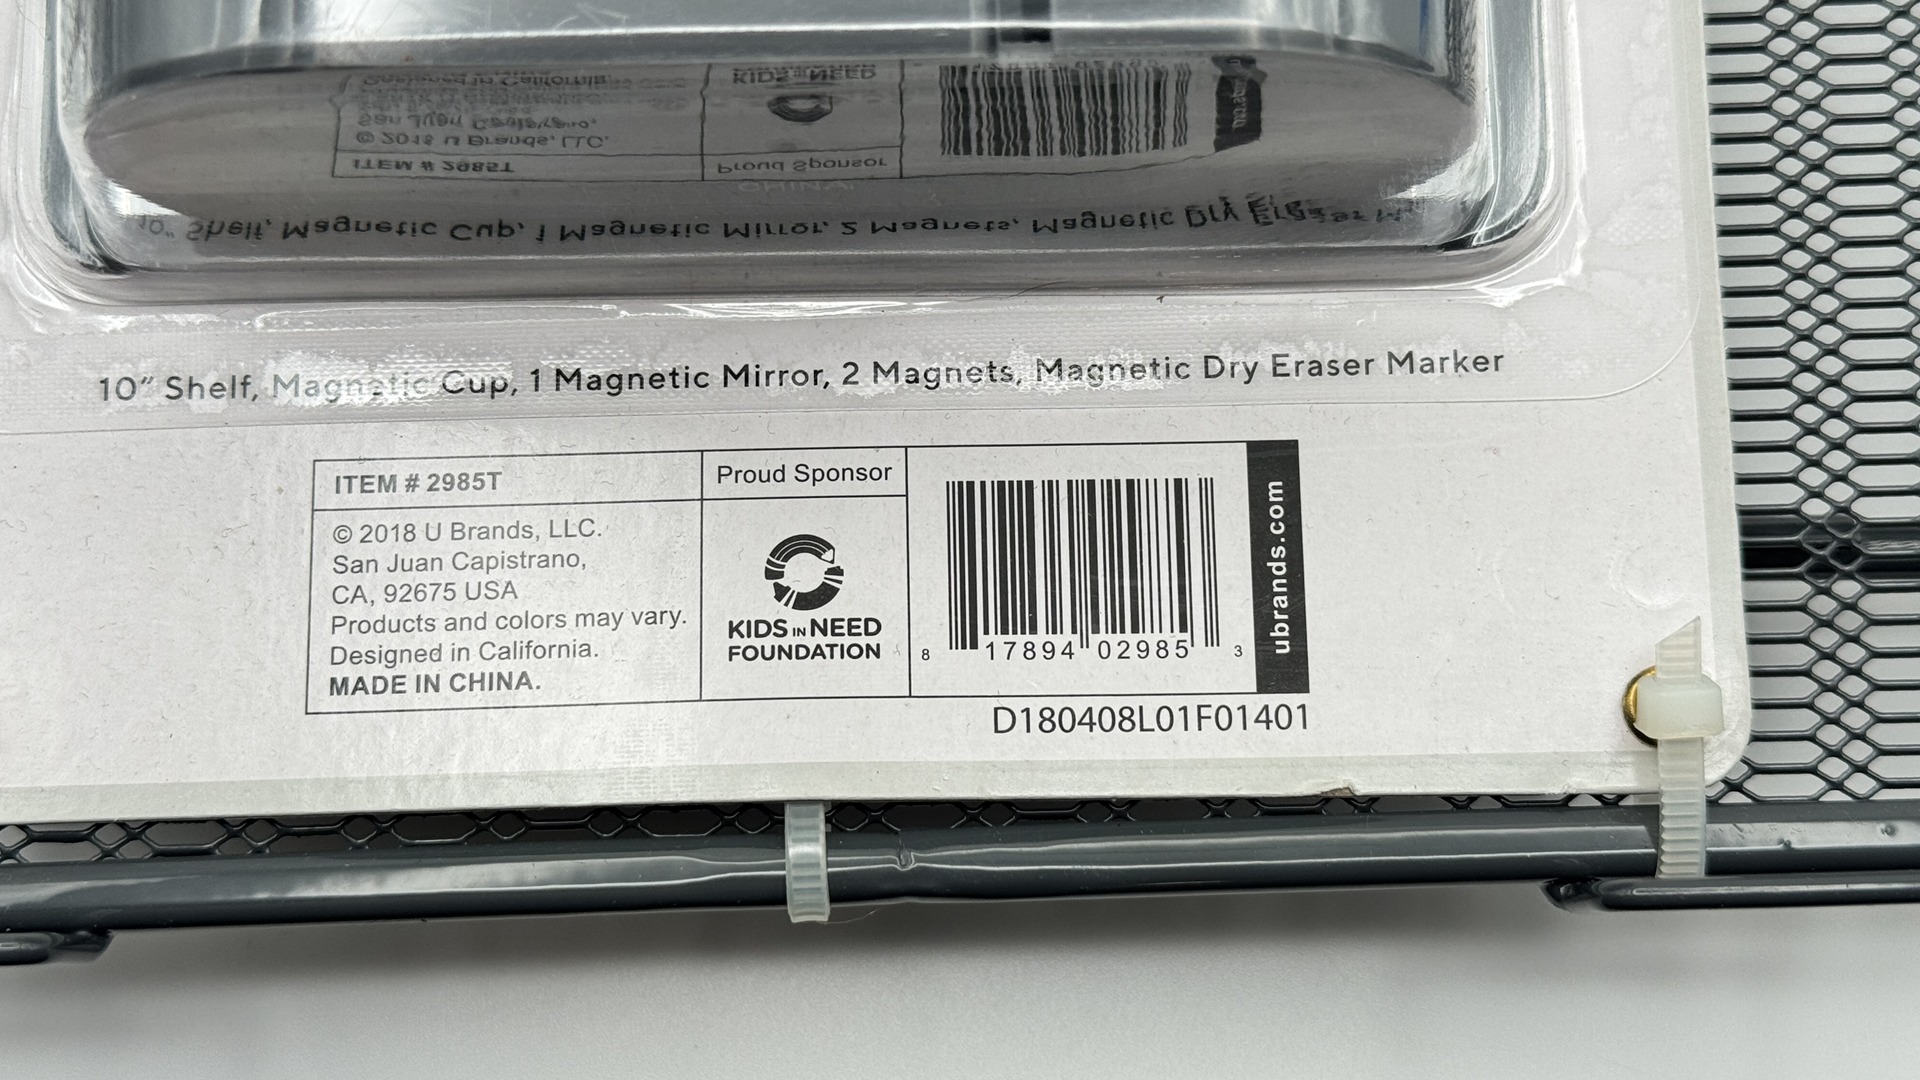 10” Shelf, Magnetic Cup, 1 Magnetic Mirror, 2 Magnets, Magnetic Dry Eraser Marker
ITEM # 2985T
© 2018 U Brands, LLC.
San Juan Capistrano,
CA, 92675 USA
Products and colors may vary.
Designed in California.
MADE IN CHINA.
Proud Sponsor
KIDS IN NEED
FOUNDATION
8 17894 02985 3
ubrands.com
D180408L01F01401